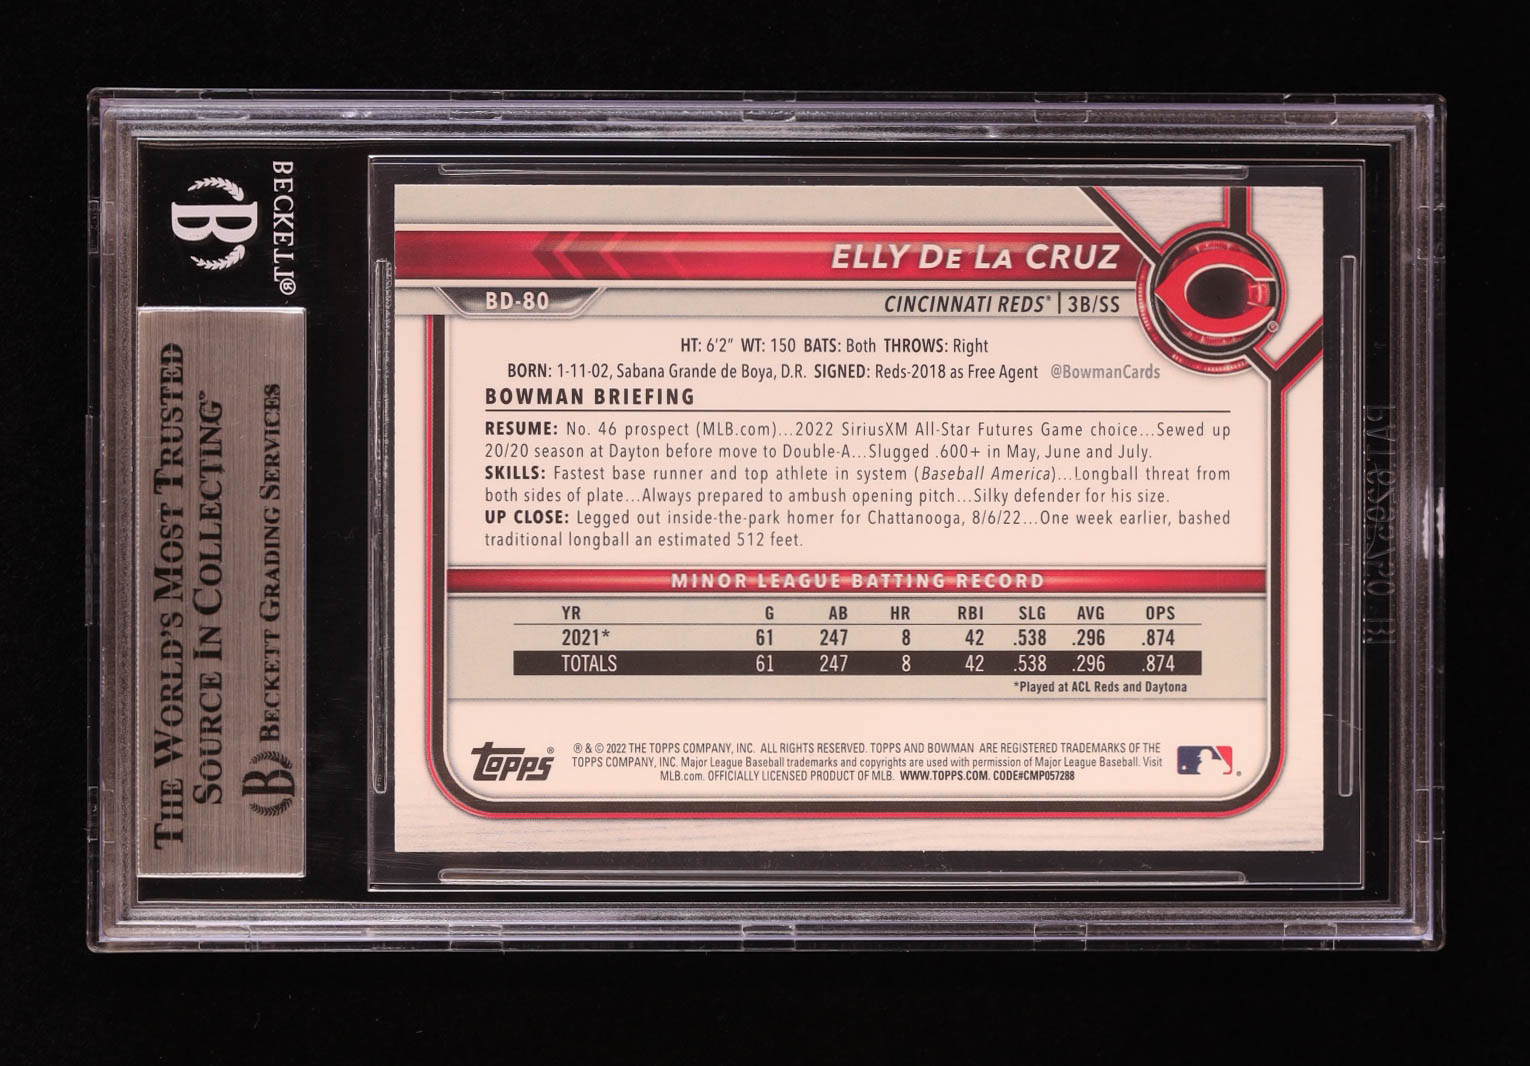 BECKETT®
B
THE WORLD'S MOST TRUSTED
SOURCE IN COLLECTING™
B BECKETT GRADING SERVICES
ELLY DE LA CRUZ
BD-80
CINCINNATI REDS® | 3B/SS
HT: 6'2" WT: 150 BATS: Both THROWS: Right
BORN: 1-11-02, Sabana Grande de Boya, D.R. SIGNED: Reds-2018 as Free Agent @BowmanCards
BOWMAN BRIEFING
RESUME: No. 46 prospect (MLB.com)...2022 SiriusXM All-Star Futures Game choice...Sewed up
20/20 season at Dayton before move to Double-A...Slugged .600+ in May, June and July.
SKILLS: Fastest base runner and top athlete in system (Baseball America)...Longball threat from
both sides of plate...Always prepared to ambush opening pitch...Silky defender for his size.
UP CLOSE: Legged out inside-the-park homer for Chattanooga, 8/6/22...One week earlier, bashed
traditional longball an estimated 512 feet.
MINOR LEAGUE BATTING RECORD
YR G AB HR RBI SLG AVG OPS
2021* 61 247 8 42 .538 .296 .874
TOTALS 61 247 8 42 .538 .296 .874
*Played at ACL Reds and Daytona
Topps®
® & © 2022 THE TOPPS COMPANY, INC. ALL RIGHTS RESERVED. TOPPS AND BOWMAN ARE REGISTERED TRADEMARKS OF THE
TOPPS COMPANY, INC. Major League Baseball trademarks and copyrights are used with permission of Major League Baseball. Visit
MLB.com. OFFICIALLY LICENSED PRODUCT OF MLB. WWW.TOPPS.COM. CODE#CMP057288